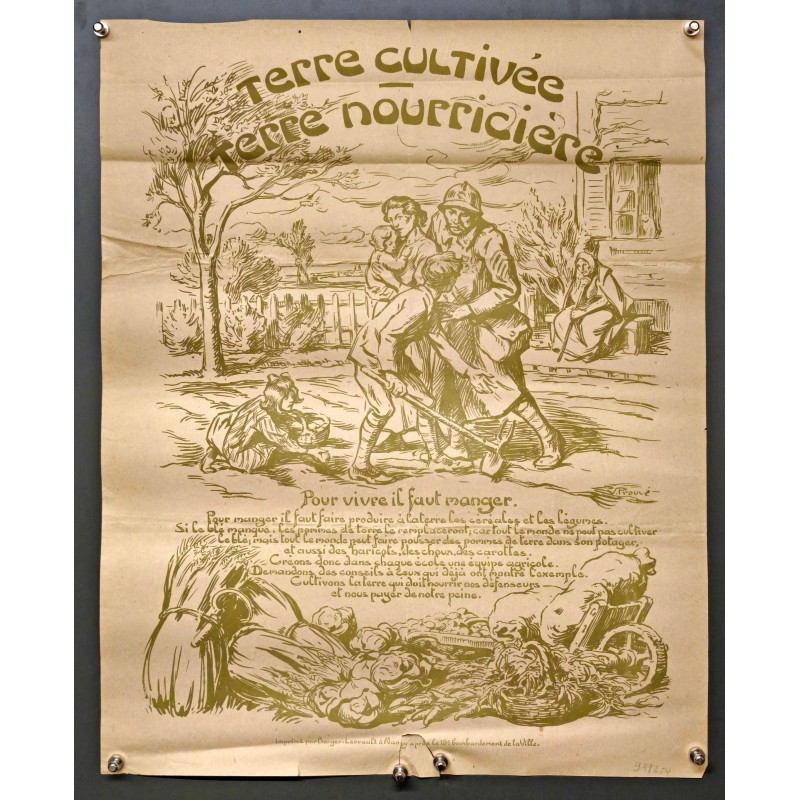 Terre CULTIVÉE
—
Terre nourricière
V. Prouvé
Pour vivre il faut manger.
Pour manger il faut faire produire à la terre les céréales et les légumes.
Si le blé manque, les pommes de terre le remplaceront, car tout le monde ne peut pas cultiver
le blé, mais tout le monde peut faire pousser des pommes de terre dans son potager,
et aussi des haricots, des choux, des carottes.
Créons donc dans chaque école une équipe agricole.
Demandons des conseils à ceux qui déjà ont montré l'exemple.
Cultivons la terre qui doit nourrir nos défenseurs
et nous payer de notre peine.
Imprimé par Berger-Levrault à Nancy après le 18e bombardement de la Ville.